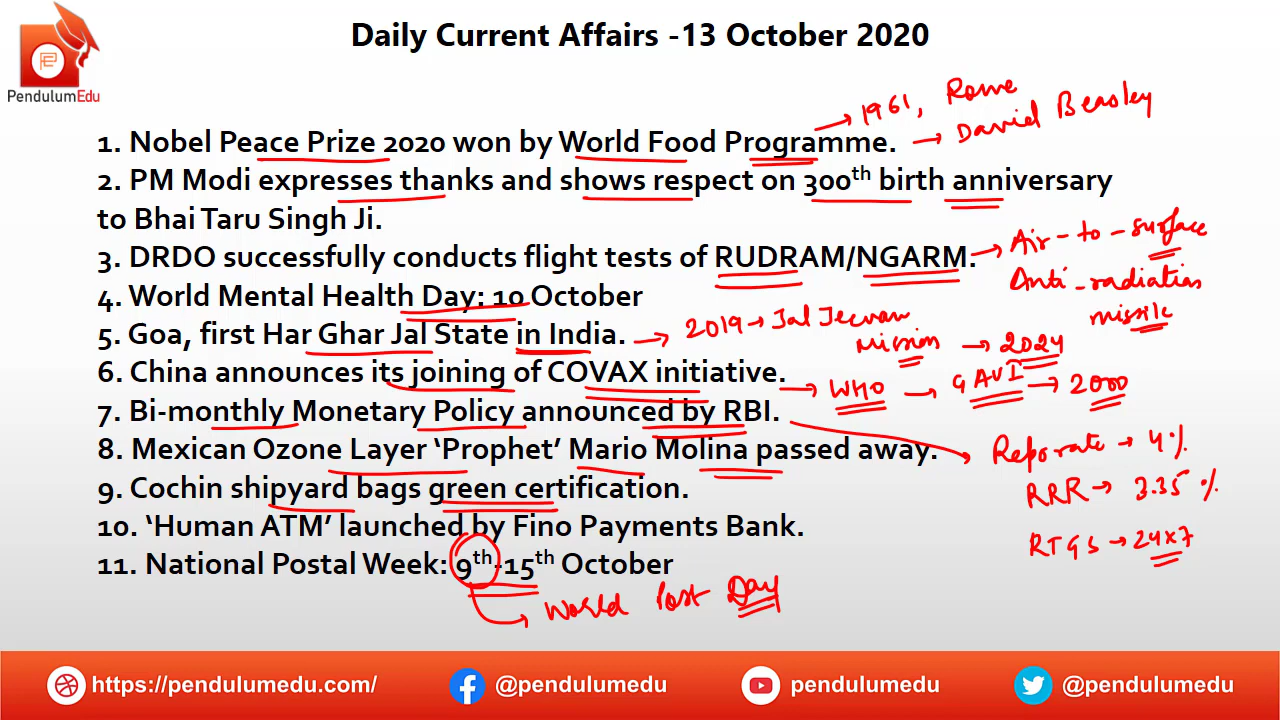 Daily Current Affairs -13 October 2020
PendulumEdu
1961, Rome
1. Nobel Peace Prize 2020 won by World Food Programme.
David Beasley
2. PM Modi expresses thanks and shows respect on 300th birth anniversary
to Bhai Taru Singh Ji.
3. DRDO successfully conducts flight tests of RUDRAM/NGARM.
Air-to-surface
Anti-radiation
missile
4. World Mental Health Day: 10 October
5. Goa, first Har Ghar Jal State in India.
2019 → Jal Jeevan
Mission → 2024
6. China announces its joining of COVAX initiative.
→ WHO → GAVI → 2000
7. Bi-monthly Monetary Policy announced by RBI.
Repo rate → 4%
RRR → 3.35 %
RTGS → 24x7
8. Mexican Ozone Layer ‘Prophet’ Mario Molina passed away.
9. Cochin shipyard bags green certification.
10. ‘Human ATM’ launched by Fino Payments Bank.
11. National Postal Week: 9th-15th October
World Post Day
https://pendulumedu.com/
@pendulumedu
pendulumedu
@pendulumedu